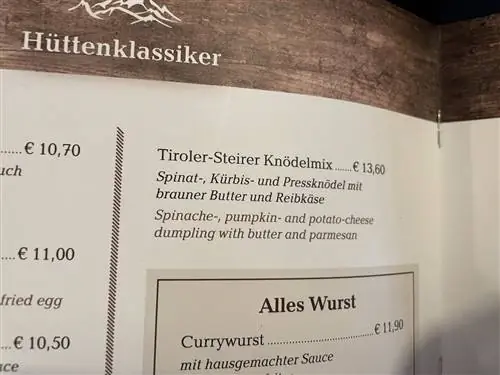 Hüttenklassiker
......€ 10,70
uch
....€ 11,00
fried egg
...€ 10,50
ce
Tiroler-Steirer Knödelmix ......€ 13,60
Spinat-, Kürbis- und Pressknödel mit
brauner Butter und Reibkäse
Spinache-, pumpkin- and potato-cheese
dumpling with butter and parmesan
Alles Wurst
Currywurst ................................€ 11,90
mit hausgemachter Sauce